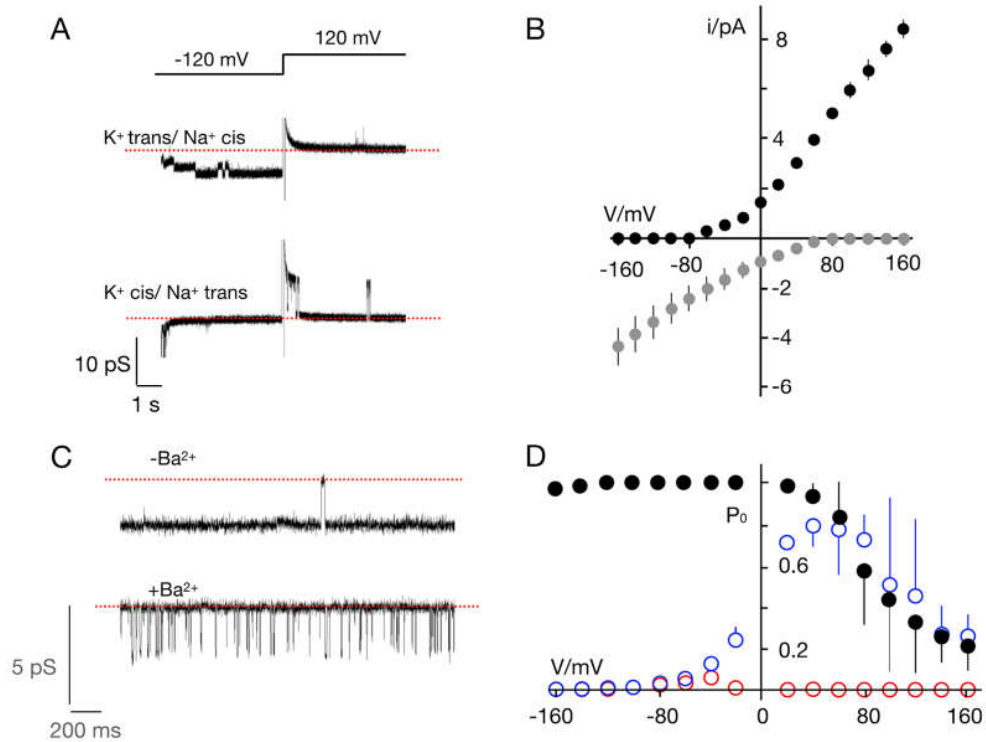 A
-120 mV
120 mV
K⁺ trans/ Na⁺ cis
K⁺ cis/ Na⁺ trans
10 pS
1 s
B
i/pA
8
4
V/mV
-160
-80
0
80
160
-2
-4
-6
C
-Ba²⁺
+Ba²⁺
5 pS
200 ms
D
P₀
0.6
0.2
V/mV
-160
-80
0
80
160